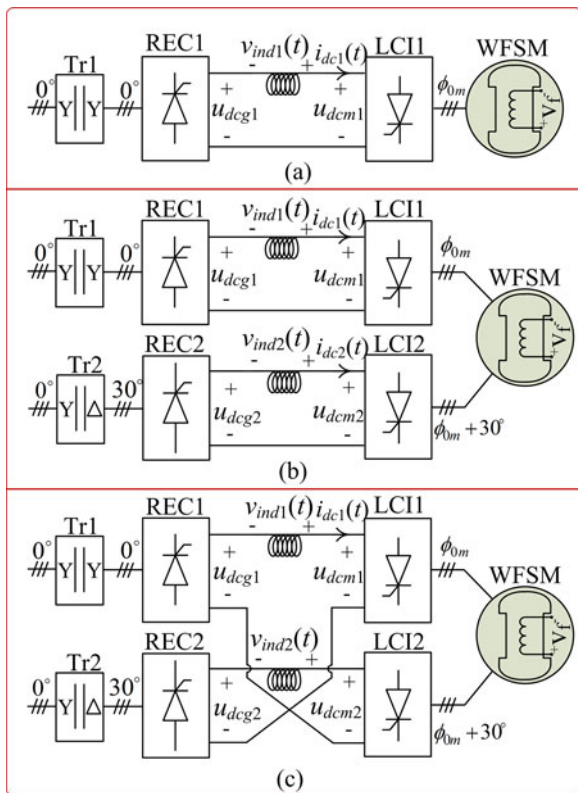 REC1 v_ind1(t) i_dc1(t) LCI1 WFSM
0° Tr1 0° - + ϕ_0m
Y Y + u_dcg1 - + u_dcm1 - + V_f -
(a)
REC1 v_ind1(t) i_dc1(t) LCI1
0° Tr1 0° - + ϕ_0m
Y Y + u_dcg1 - + u_dcm1 - WFSM
REC2 v_ind2(t) i_dc2(t) LCI2 + V_f -
0° Tr2 30° - +
Y Δ + u_dcg2 - + u_dcm2 - ϕ_0m+30°
(b)
REC1 v_ind1(t) i_dc1(t) LCI1
0° Tr1 0° - + ϕ_0m
Y Y + u_dcg1 - + u_dcm1 - WFSM
REC2 v_ind2(t) LCI2 + V_f -
0° Tr2 30° - +
Y Δ + u_dcg2 - + u_dcm2 - ϕ_0m+30°
(c)